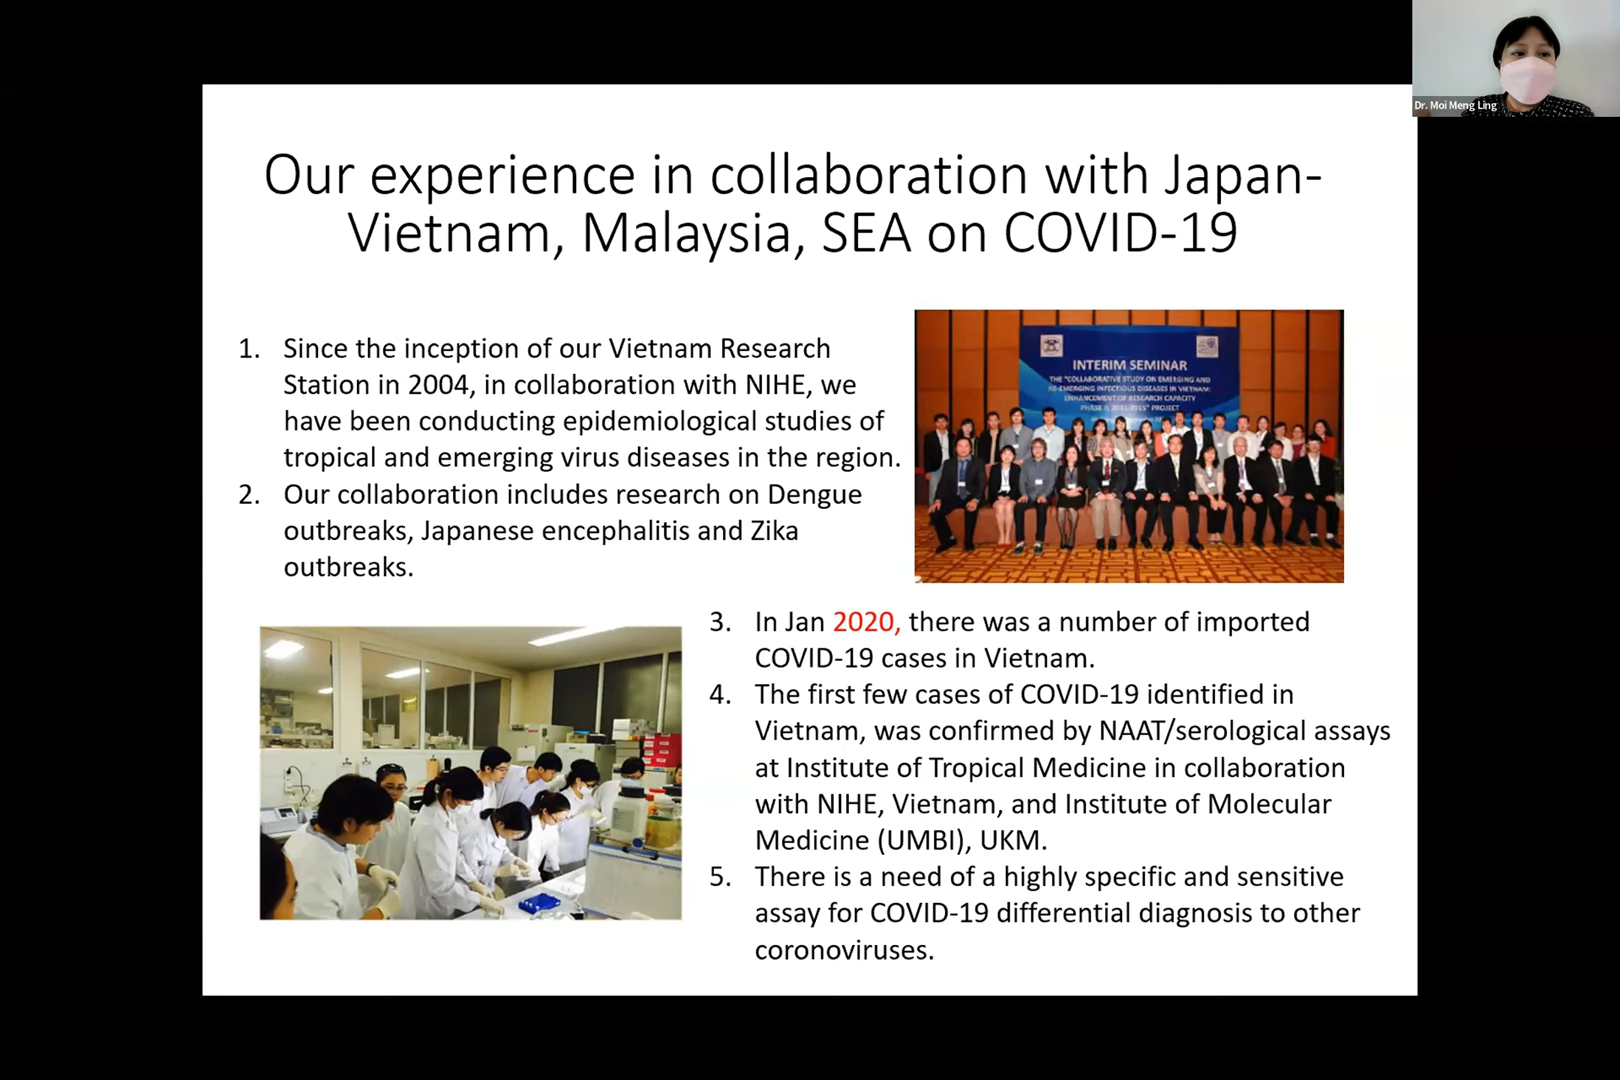 Dr. Moi Meng Ling
Our experience in collaboration with Japan-
Vietnam, Malaysia, SEA on COVID-19
1. Since the inception of our Vietnam Research
Station in 2004, in collaboration with NIHE, we
have been conducting epidemiological studies of
tropical and emerging virus diseases in the region.
2. Our collaboration includes research on Dengue
outbreaks, Japanese encephalitis and Zika
outbreaks.
INTERIM SEMINAR
THE "COLLABORATIVE STUDY ON EMERGING AND
RE-EMERGING INFECTIOUS DISEASES IN VIETNAM:
ENHANCEMENT OF RESEARCH CAPACITY
PHASE II, 2011-2015" PROJECT
3. In Jan 2020, there was a number of imported
COVID-19 cases in Vietnam.
4. The first few cases of COVID-19 identified in
Vietnam, was confirmed by NAAT/serological assays
at Institute of Tropical Medicine in collaboration
with NIHE, Vietnam, and Institute of Molecular
Medicine (UMBI), UKM.
5. There is a need of a highly specific and sensitive
assay for COVID-19 differential diagnosis to other
coronoviruses.